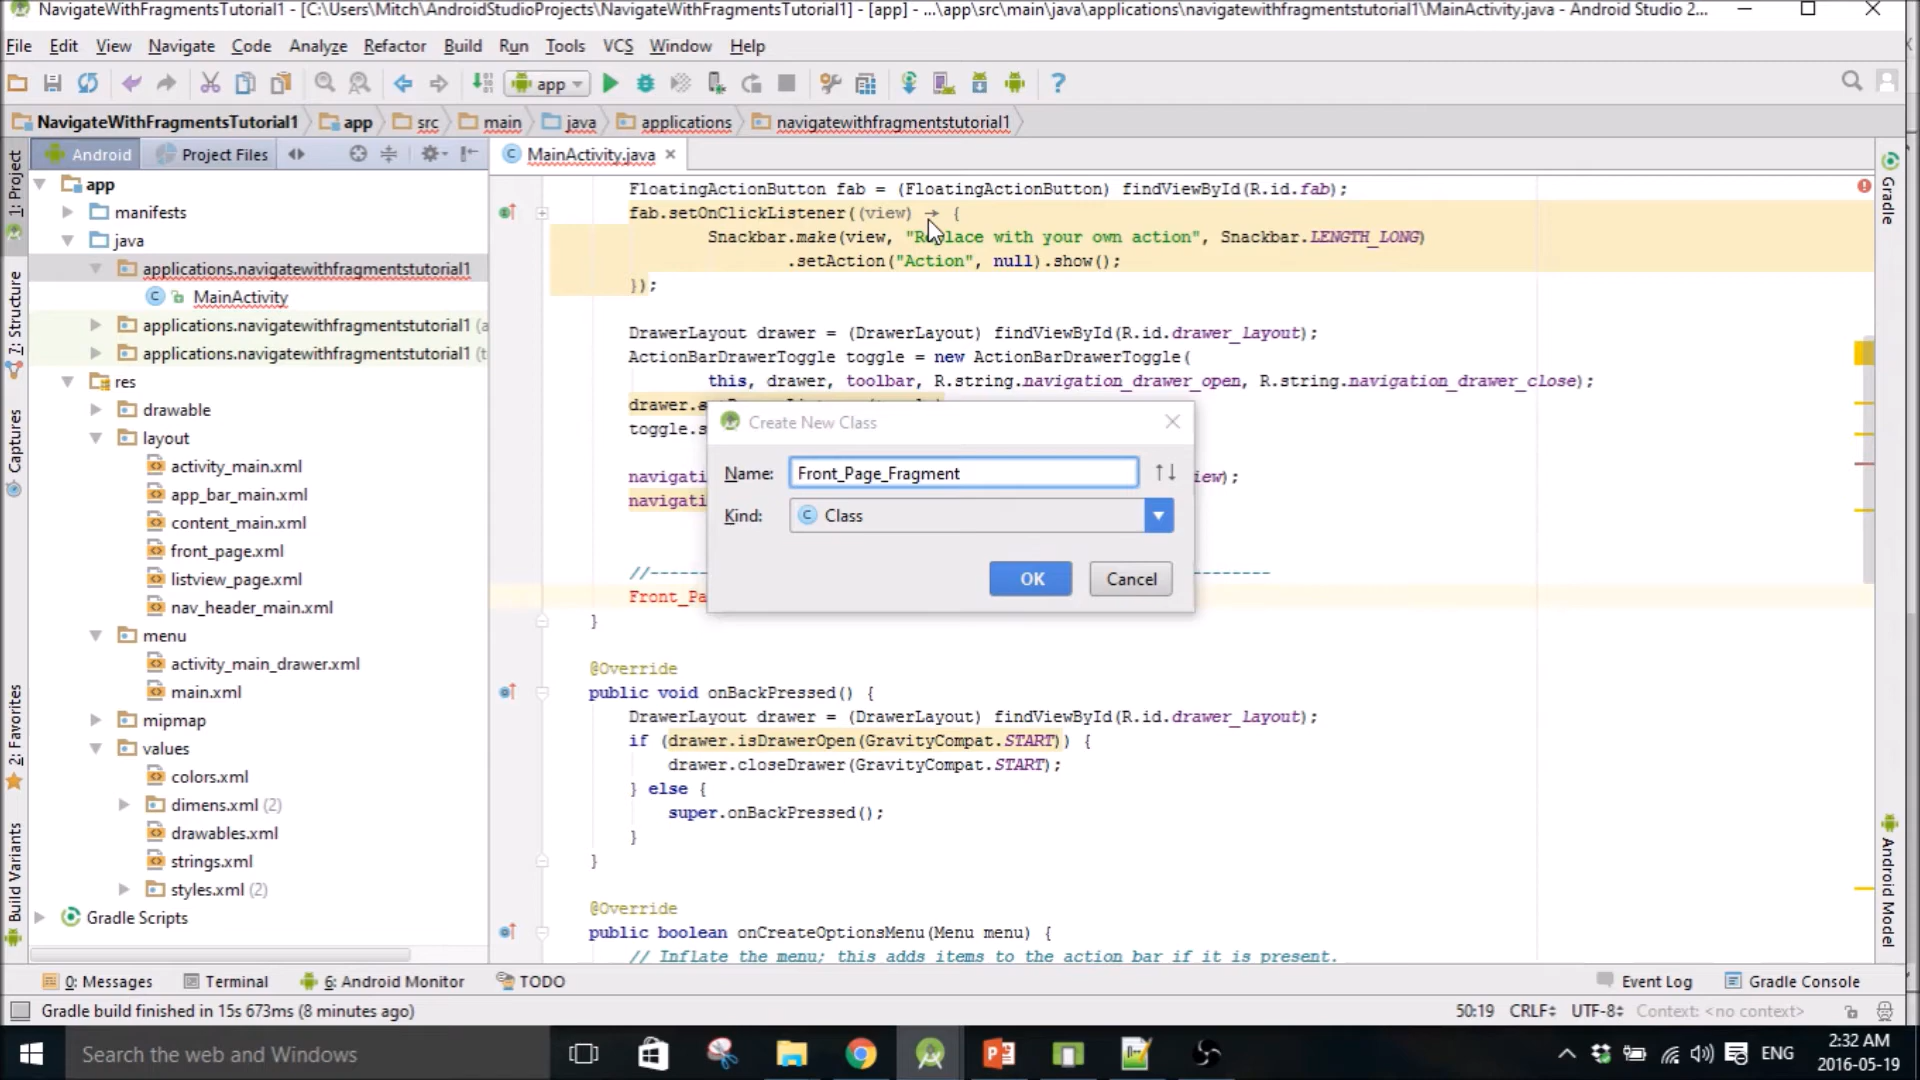 NavigateWithFragmentsTutorial1 - [C:\Users\Mitch\AndroidStudioProjects\NavigateWithFragmentsTutorial1] - [app] - ...\app\src\main\java\applications\navigatewithfragmentstutorial1\MainActivity.java - Android Studio 2...
File Edit View Navigate Code Analyze Refactor Build Run Tools VCS Window Help
app
NavigateWithFragmentsTutorial1 app src main java applications navigatewithfragmentstutorial1
Android Project Files
MainActivity.java
1: Project
7: Structure
Captures
2: Favorites
Build Variants
app
manifests
java
applications.navigatewithfragmentstutorial1
MainActivity
applications.navigatewithfragmentstutorial1 (a
applications.navigatewithfragmentstutorial1 (t
res
drawable
layout
activity_main.xml
app_bar_main.xml
content_main.xml
front_page.xml
listview_page.xml
nav_header_main.xml
menu
activity_main_drawer.xml
main.xml
mipmap
values
colors.xml
dimens.xml (2)
drawables.xml
strings.xml
styles.xml (2)
Gradle Scripts
FloatingActionButton fab = (FloatingActionButton) findViewById(R.id.fab);
fab.setOnClickListener((view) → {
Snackbar.make(view, "Replace with your own action", Snackbar.LENGTH_LONG)
.setAction("Action", null).show();
});
DrawerLayout drawer = (DrawerLayout) findViewById(R.id.drawer_layout);
ActionBarDrawerToggle toggle = new ActionBarDrawerToggle(
this, drawer, toolbar, R.string.navigation_drawer_open, R.string.navigation_drawer_close);
drawer.
toggle.s
navigati iew);
navigati
//------ ----------
Front_Pa
}
Create New Class
Name: Front_Page_Fragment
Kind: Class
OK Cancel
@Override
public void onBackPressed() {
DrawerLayout drawer = (DrawerLayout) findViewById(R.id.drawer_layout);
if (drawer.isDrawerOpen(GravityCompat.START)) {
drawer.closeDrawer(GravityCompat.START);
} else {
super.onBackPressed();
}
}
@Override
public boolean onCreateOptionsMenu(Menu menu) {
// Inflate the menu; this adds items to the action bar if it is present.
Gradle
Android Model
0: Messages Terminal 6: Android Monitor TODO Event Log Gradle Console
Gradle build finished in 15s 673ms (8 minutes ago) 50:19 CRLF UTF-8 Context: <no context>
Search the web and Windows
ENG
2:32 AM
2016-05-19